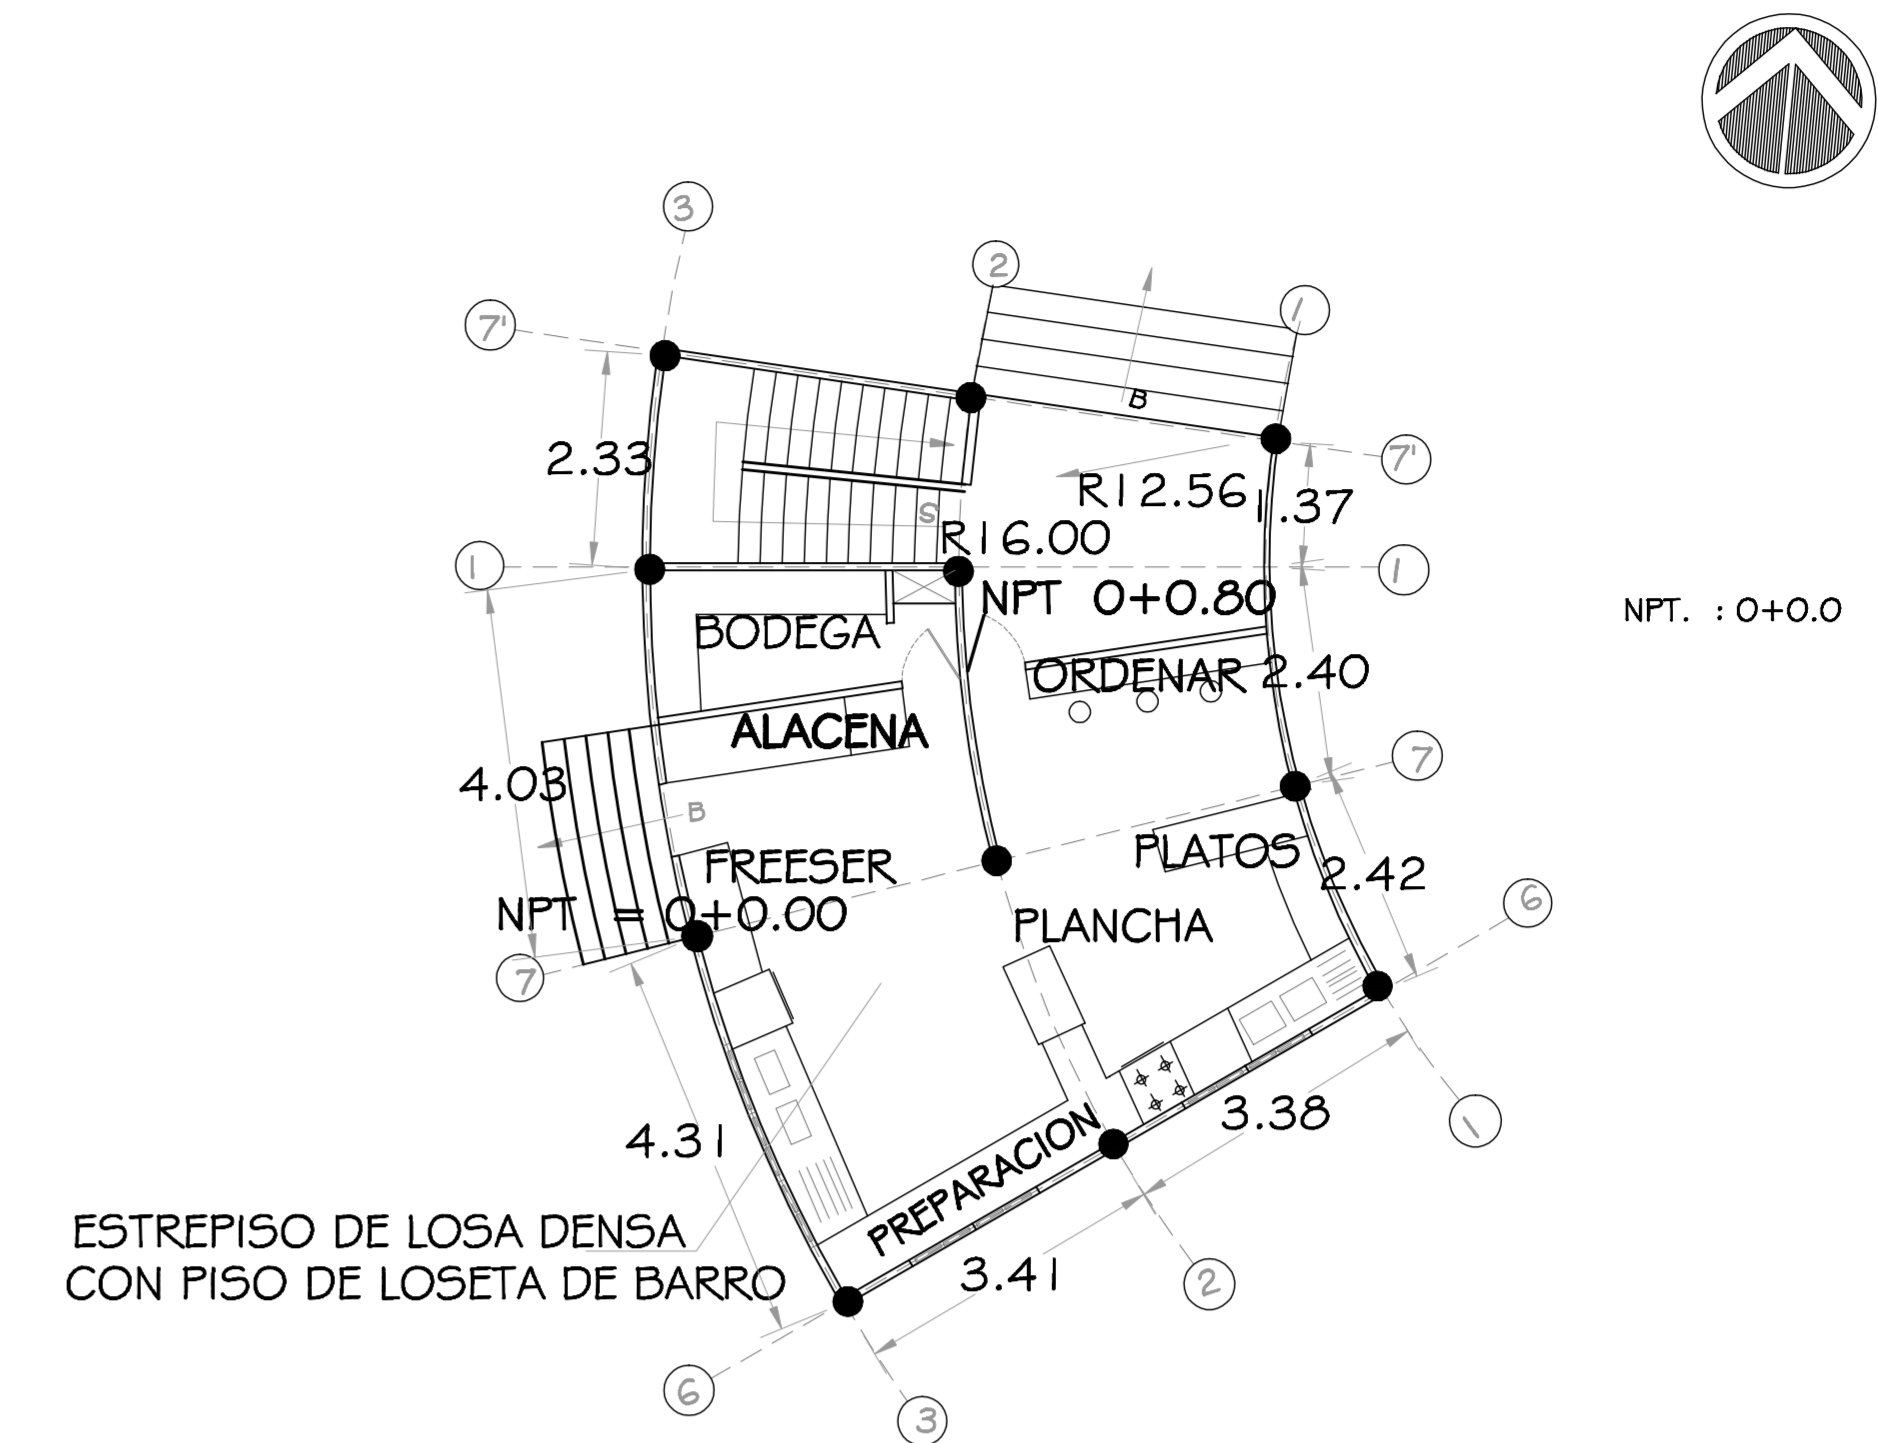 3
2
1
7'
B
2.33
7'
R12.56
1.37
S
R16.00
1
1
NPT 0+0.80
NPT. : 0+0.0
BODEGA
ORDENAR
2.40
ALACENA
7
4.03
B
PLATOS
FREESER
2.42
6
NPT = 0+0.00
PLANCHA
7
3.38
1
4.31
PREPARACION
ESTREPISO DE LOSA DENSA
CON PISO DE LOSETA DE BARRO
3.41
2
6
3